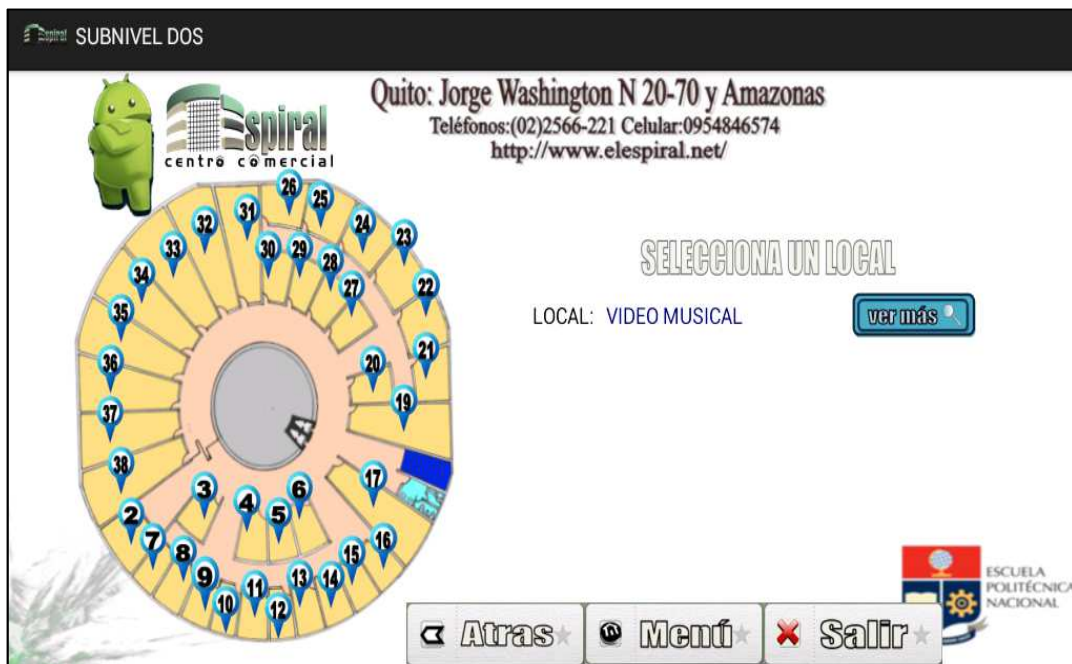 Espiral SUBNIVEL DOS
Espiral
centro comercial
Quito: Jorge Washington N 20-70 y Amazonas
Teléfonos:(02)2566-221 Celular:0954846574
http://www.elespiral.net/
26
25
31
32
24
23
33
30
29
28
34
22
27
35
21
36
20
19
37
38
17
3
6
4
5
2
7
16
8
15
9
13
14
11
10
12
SELECCIONA UN LOCAL
LOCAL: VIDEO MUSICAL
ver más
ESCUELA
POLITÉCNICA
NACIONAL
Atras
Menú
Salir